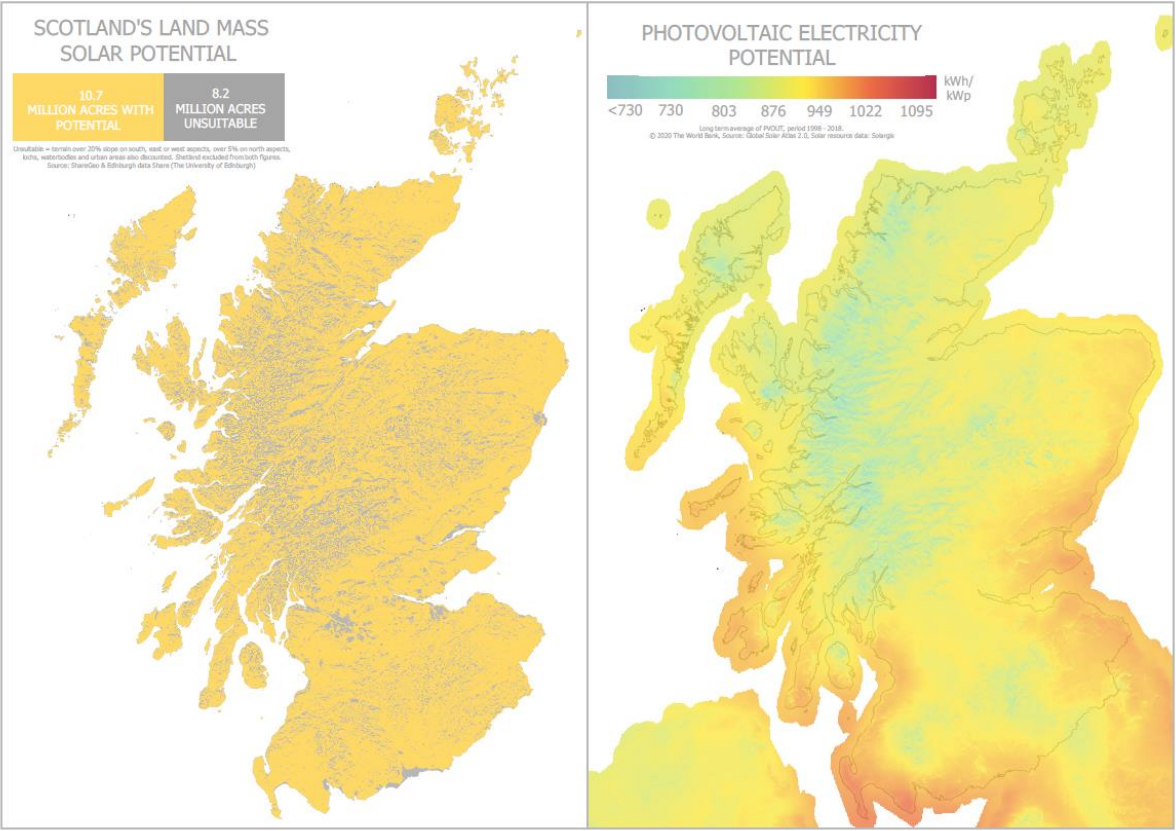 SCOTLAND'S LAND MASS
SOLAR POTENTIAL
10.7
MILLION ACRES WITH
POTENTIAL
8.2
MILLION ACRES
UNSUITABLE
Unsuitable = terrain over 20% slope on south, east or west aspects, over 5% on north aspects,
lochs, waterbodies and urban areas also discounted. Shetland excluded from both figures.
Source: ShareGeo & Edinburgh data Share (The University of Edinburgh)
PHOTOVOLTAIC ELECTRICITY
POTENTIAL
kWh/
kWp
<730 730 803 876 949 1022 1095
Long term average of PVOUT, period 1998 - 2018.
© 2020 The World Bank, Source: Global Solar Atlas 2.0, Solar resource data: Solargis